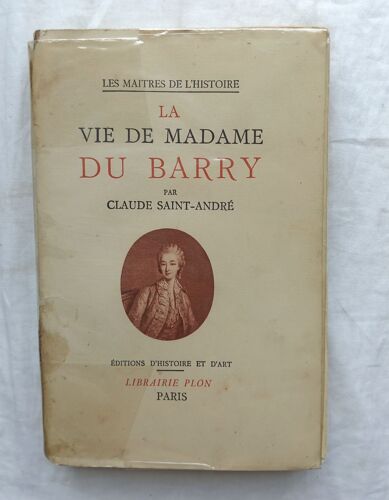 LES MAITRES DE L'HISTOIRE
LA
VIE DE MADAME
DU BARRY
PAR
CLAUDE SAINT-ANDRÉ
ÉDITIONS D'HISTOIRE ET D'ART
LIBRAIRIE PLON
PARIS